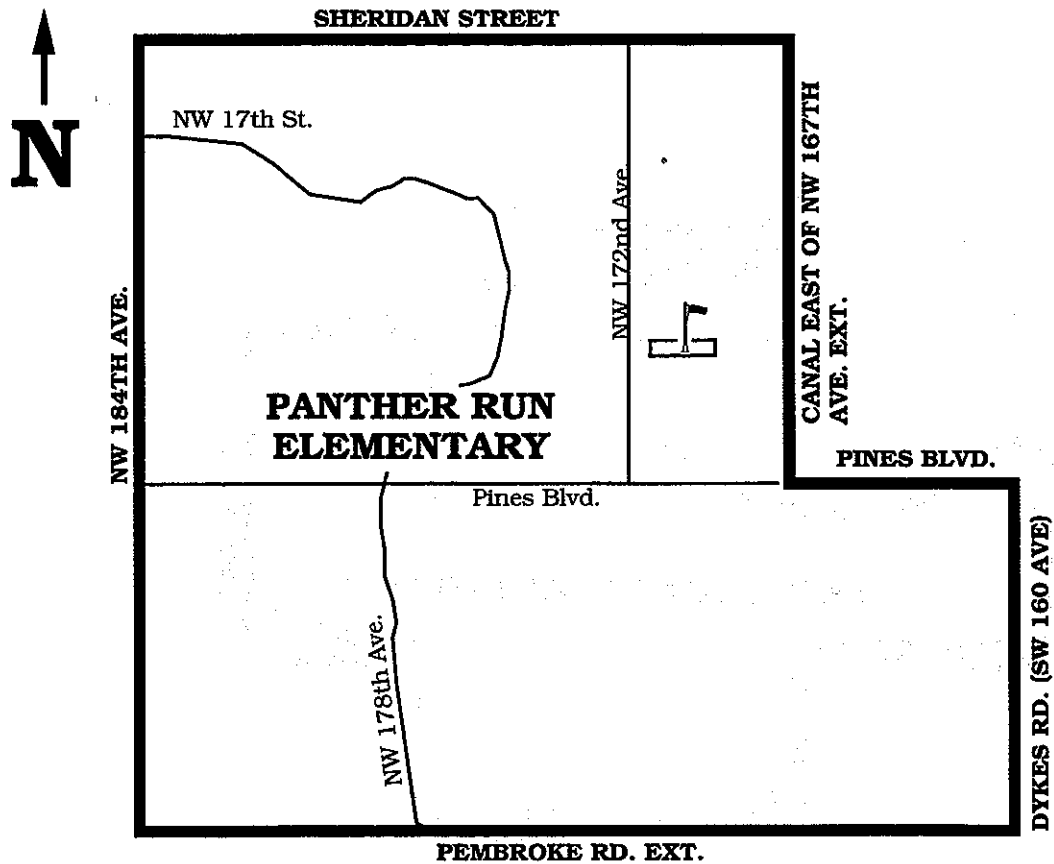 SHERIDAN STREET
N
NW 17th St.
NW 172nd Ave.
CANAL EAST OF NW 167TH
AVE. EXT.
NW 184TH AVE.
PANTHER RUN
ELEMENTARY
PINES BLVD.
Pines Blvd.
NW 178th Ave.
DYKES RD. (SW 160 AVE)
PEMBROKE RD. EXT.